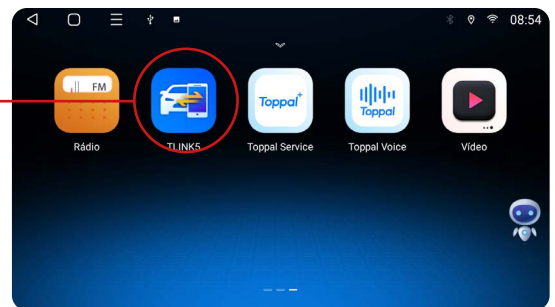 08:54
FM
Toppal+
Toppal
Rádio
TLINK5
Toppal Service
Toppal Voice
Vídeo